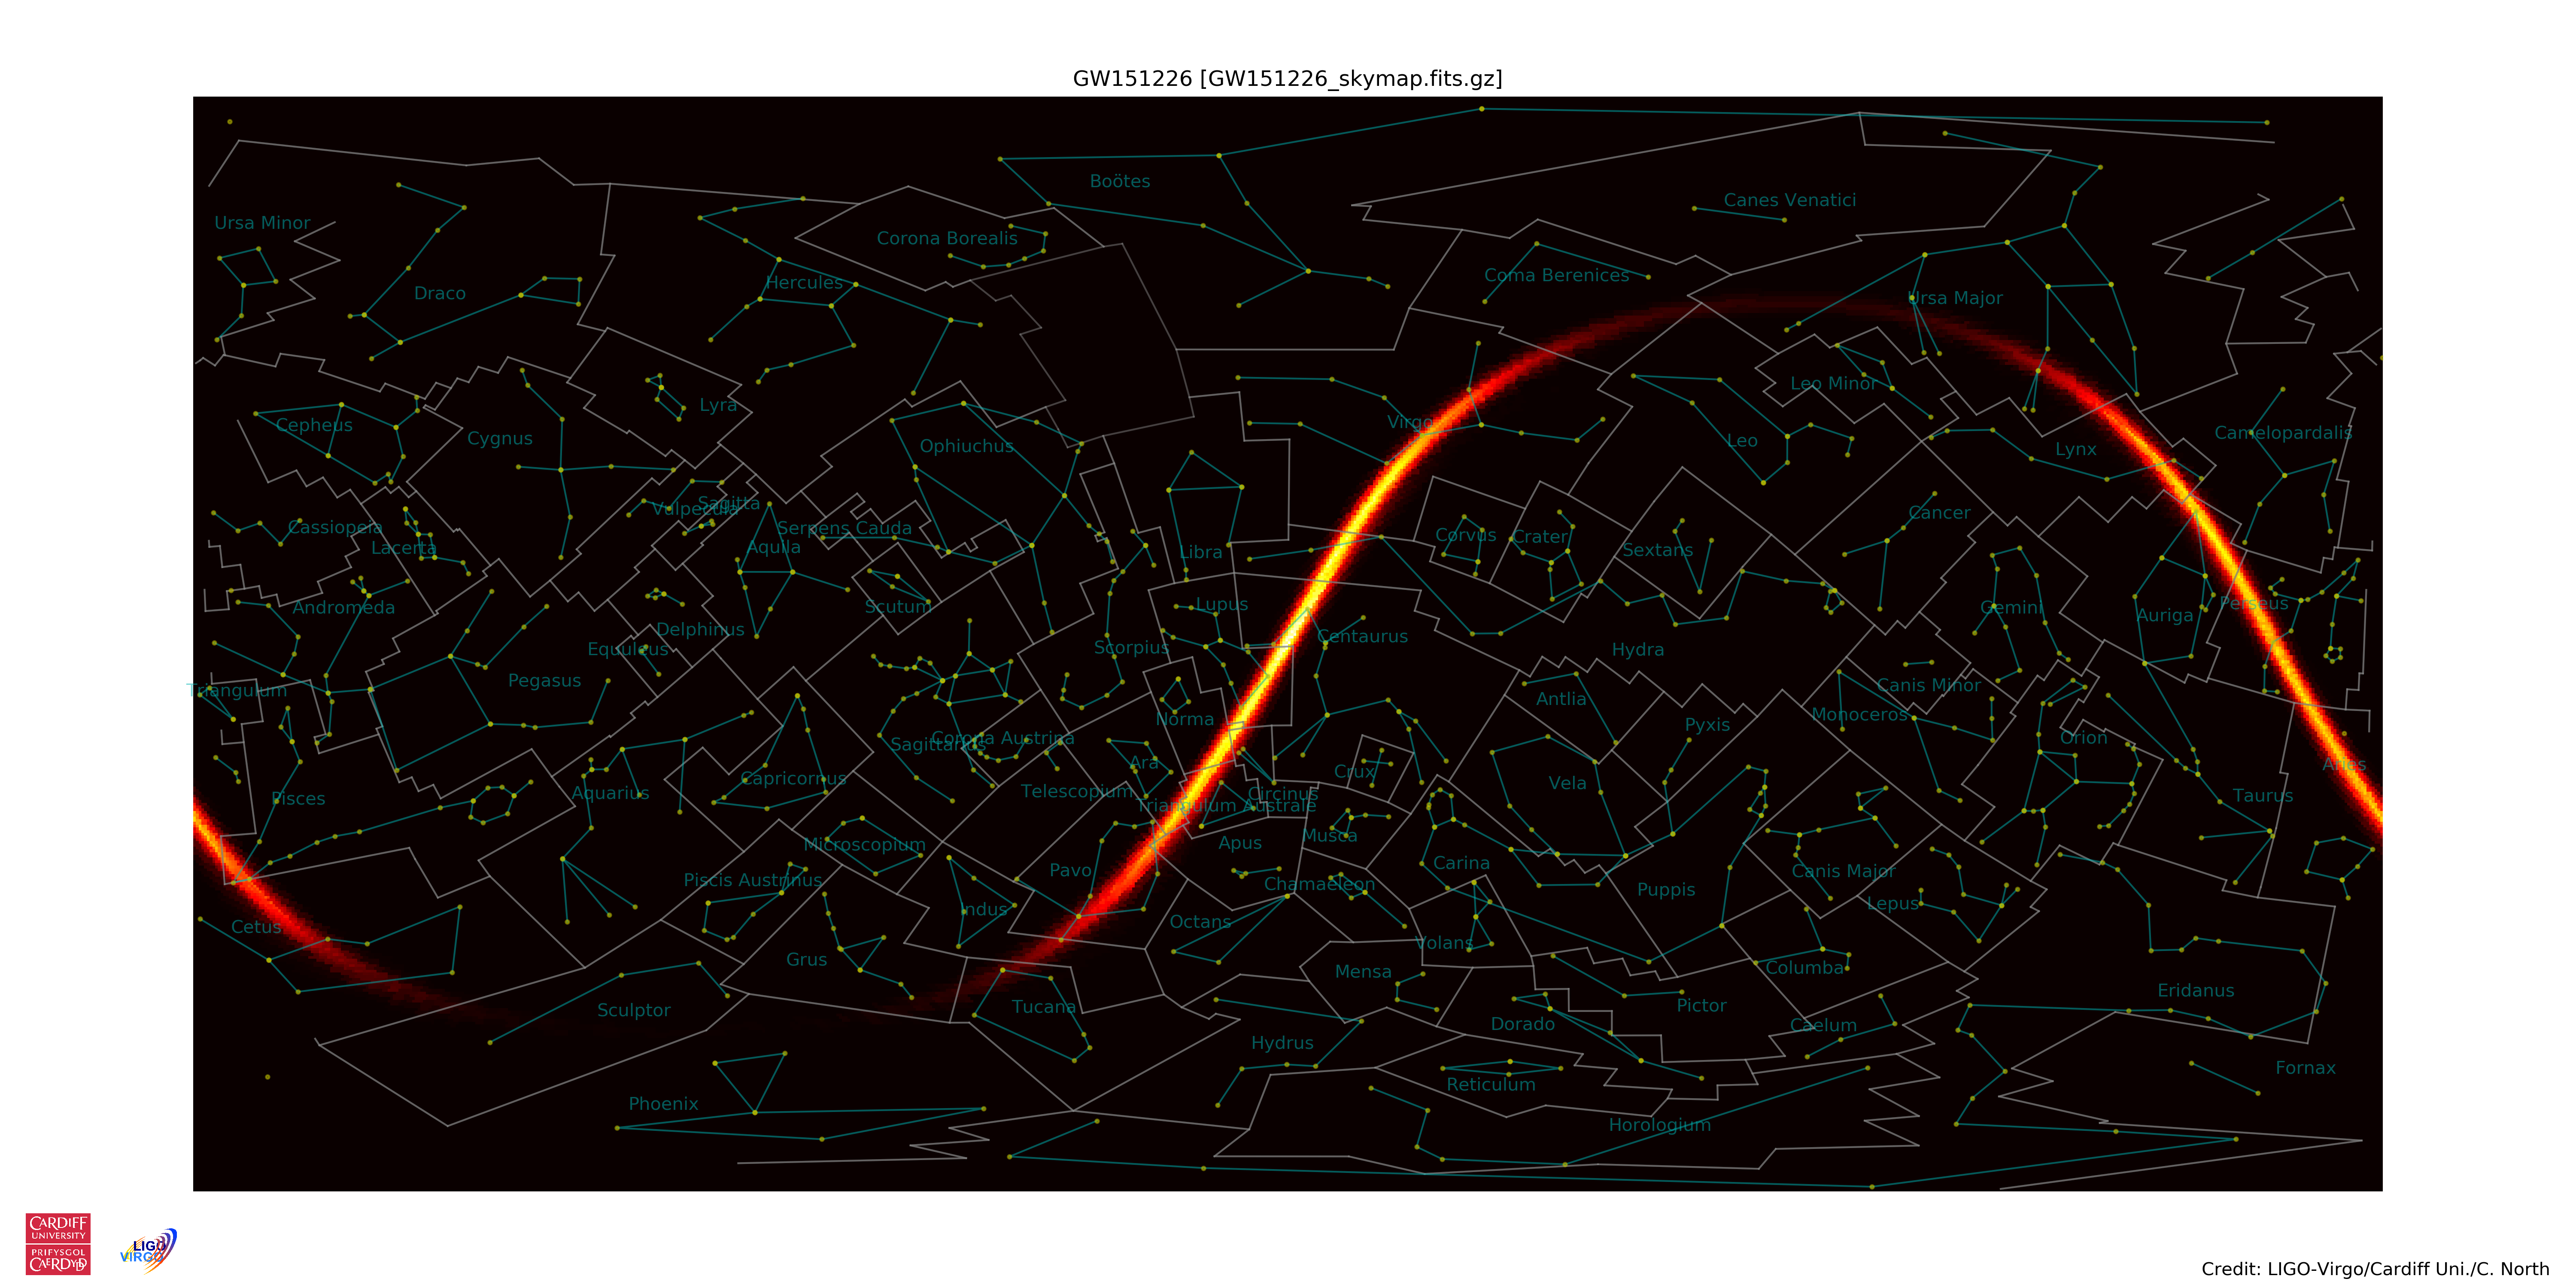 GW151226 [GW151226_skymap.fits.gz]
Boötes
Canes Venatici
Ursa Minor
Corona Borealis
Coma Berenices
Hercules
Draco
Ursa Major
Leo Minor
Lyra
Virgo
Cepheus
Cygnus
Camelopardalis
Leo
Ophiuchus
Lynx
Sagitta
Vulpecula
Cancer
Cassiopeia
Serpens Cauda
Corvus
Crater
Lacerta
Aquila
Libra
Sextans
Andromeda
Scutum
Lupus
Gemini
Perseus
Auriga
Delphinus
Centaurus
Equuleus
Scorpius
Hydra
Pegasus
Canis Minor
Triangulum
Antlia
Norma
Monoceros
Pyxis
Corona Austrina
Sagittarius
Orion
Ara
Aries
Crux
Capricornus
Vela
Telescopium
Circinus
Aquarius
Pisces
Triangulum Australe
Taurus
Musca
Apus
Microscopium
Carina
Pavo
Canis Major
Piscis Austrinus
Chamaeleon
Puppis
Indus
Lepus
Octans
Cetus
Volans
Grus
Mensa
Columba
Eridanus
Tucana
Pictor
Sculptor
Dorado
Caelum
Hydrus
Fornax
Reticulum
Phoenix
Horologium
CARDIFF
UNIVERSITY
PRIFYSGOL
CAERDYDD
LIGO
VIRGO
Credit: LIGO-Virgo/Cardiff Uni./C. North